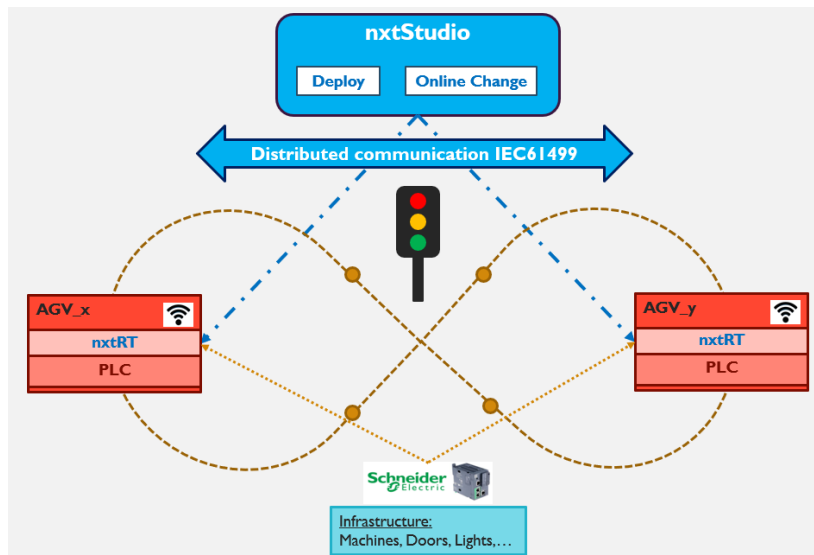 nxtStudio
Deploy
Online Change
Distributed communication IEC61499
AGV_x
nxtRT
PLC
AGV_y
nxtRT
PLC
Schneider
Electric
Infrastructure:
Machines, Doors, Lights,...